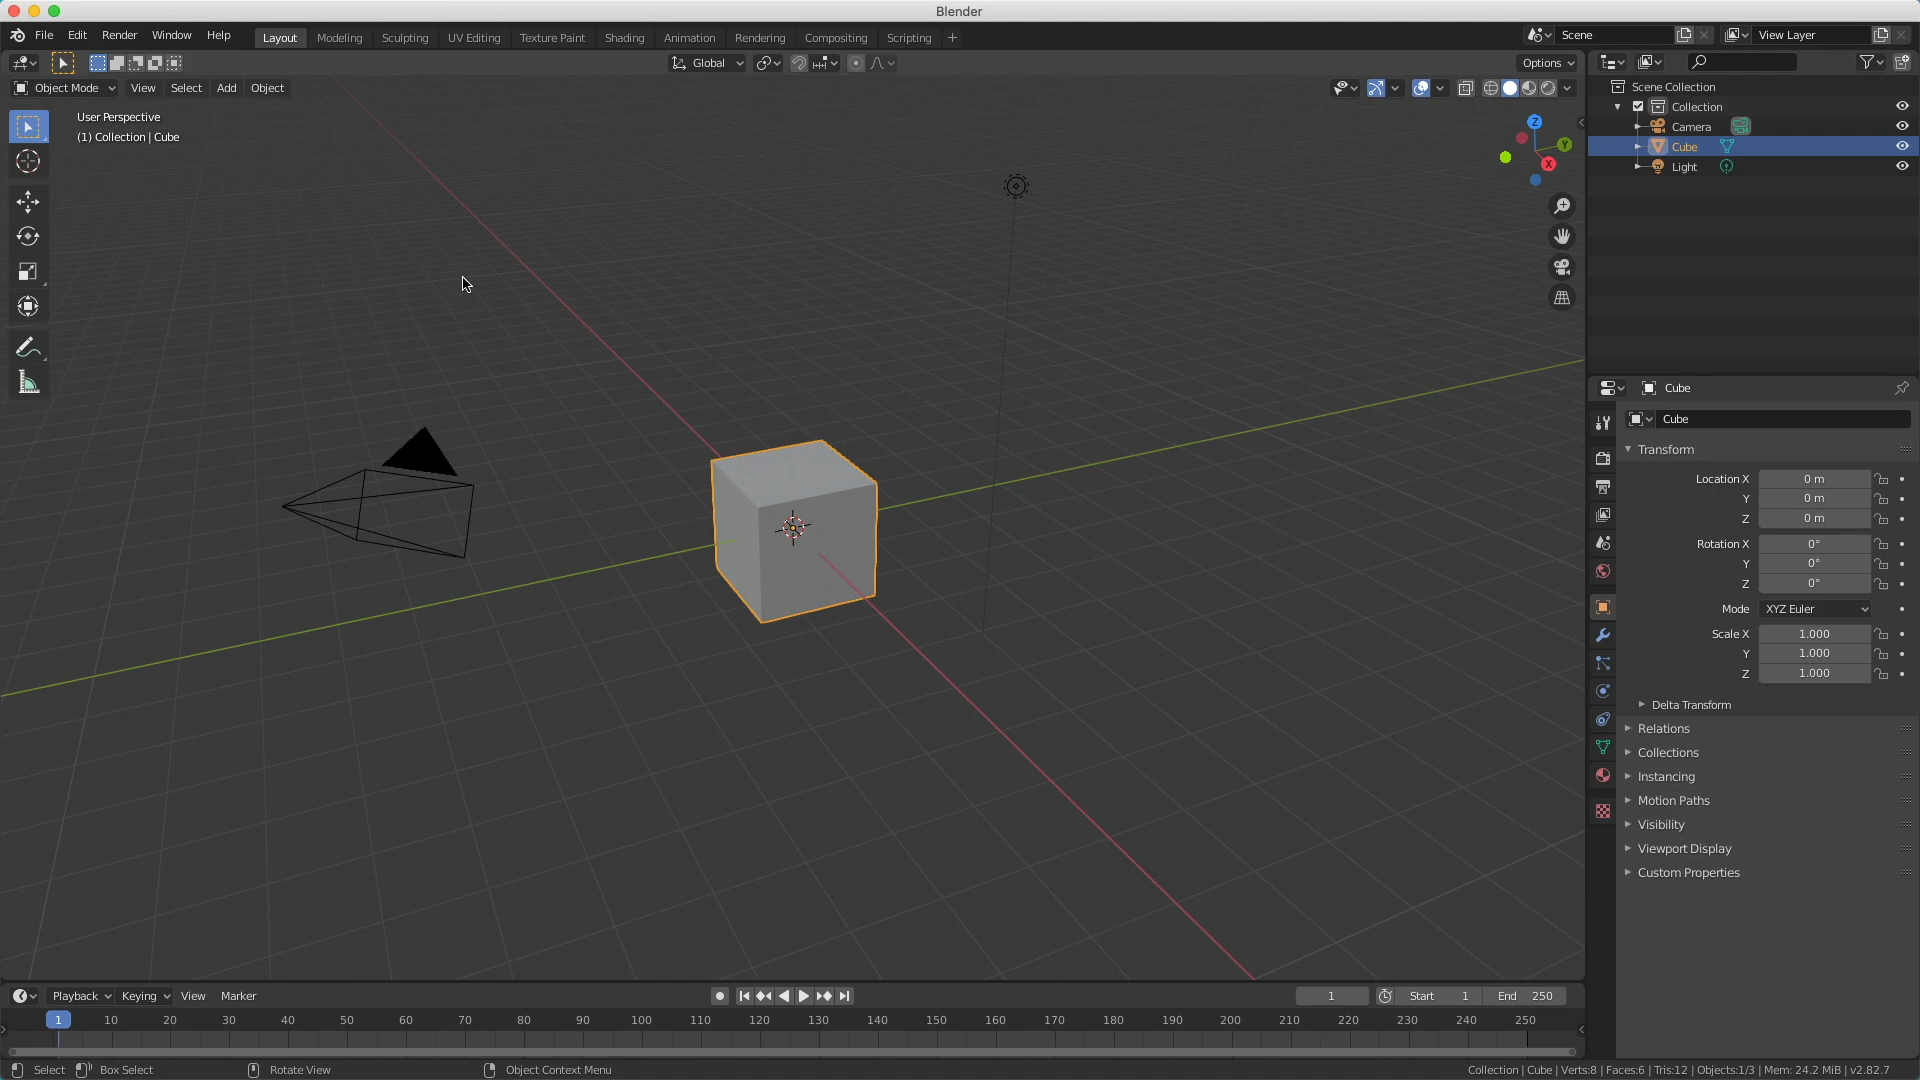 Blender
File Edit Render Window Help Layout Modeling Sculpting UV Editing Texture Paint Shading Animation Rendering Compositing Scripting + Scene View Layer
Global Options
Object Mode View Select Add Object
User Perspective
(1) Collection | Cube
Z
Y
X
Scene Collection
Collection
Camera
Cube
Light
Cube
Cube
Transform
Location X 0 m
Y 0 m
Z 0 m
Rotation X 0°
Y 0°
Z 0°
Mode XYZ Euler
Scale X 1.000
Y 1.000
Z 1.000
Delta Transform
Relations
Collections
Instancing
Motion Paths
Visibility
Viewport Display
Custom Properties
Playback Keying View Marker 1 Start 1 End 250
1 10 20 30 40 50 60 70 80 90 100 110 120 130 140 150 160 170 180 190 200 210 220 230 240 250
Select Box Select Rotate View Object Context Menu Collection | Cube | Verts:8 | Faces:6 | Tris:12 | Objects:1/3 | Mem: 24.2 MiB | v2.82.7